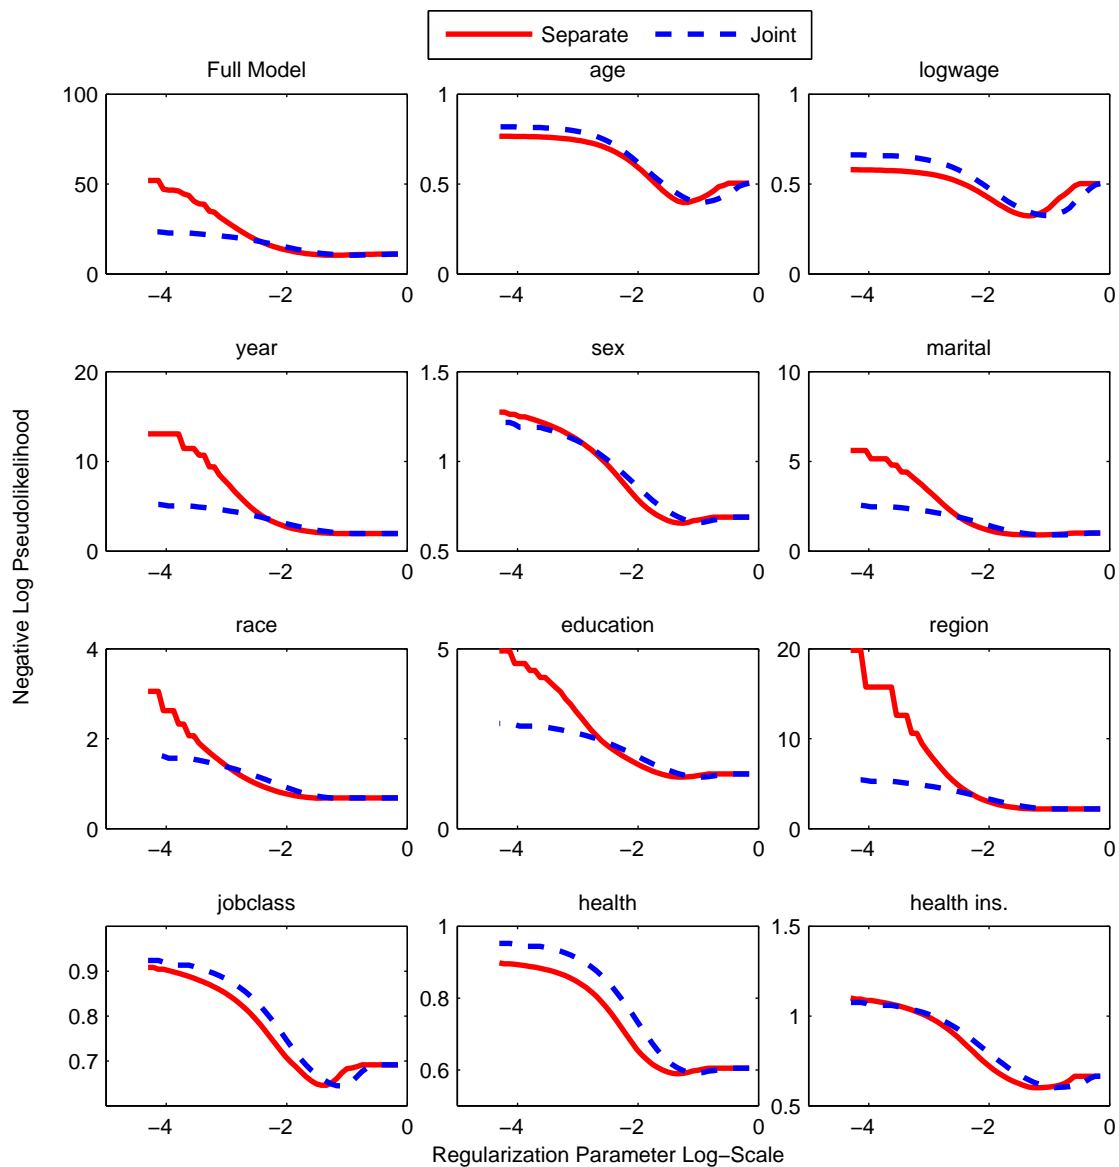 Separate Joint
Full Model age logwage
100 1 1
50 0.5 0.5
0 0 0
−4 −2 0 −4 −2 0 −4 −2 0
year sex marital
20 1.5 10
10 1 5
0 0.5 0
−4 −2 0 −4 −2 0 −4 −2 0
Negative Log Pseudolikelihood
race education region
4 5 20
2 10
0 0 0
−4 −2 0 −4 −2 0 −4 −2 0
jobclass health health ins.
1 1.5
0.9
0.8 0.8 1
0.7
0.6 0.5
−4 −2 0 −4 −2 0 −4 −2 0
Regularization Parameter Log−Scale